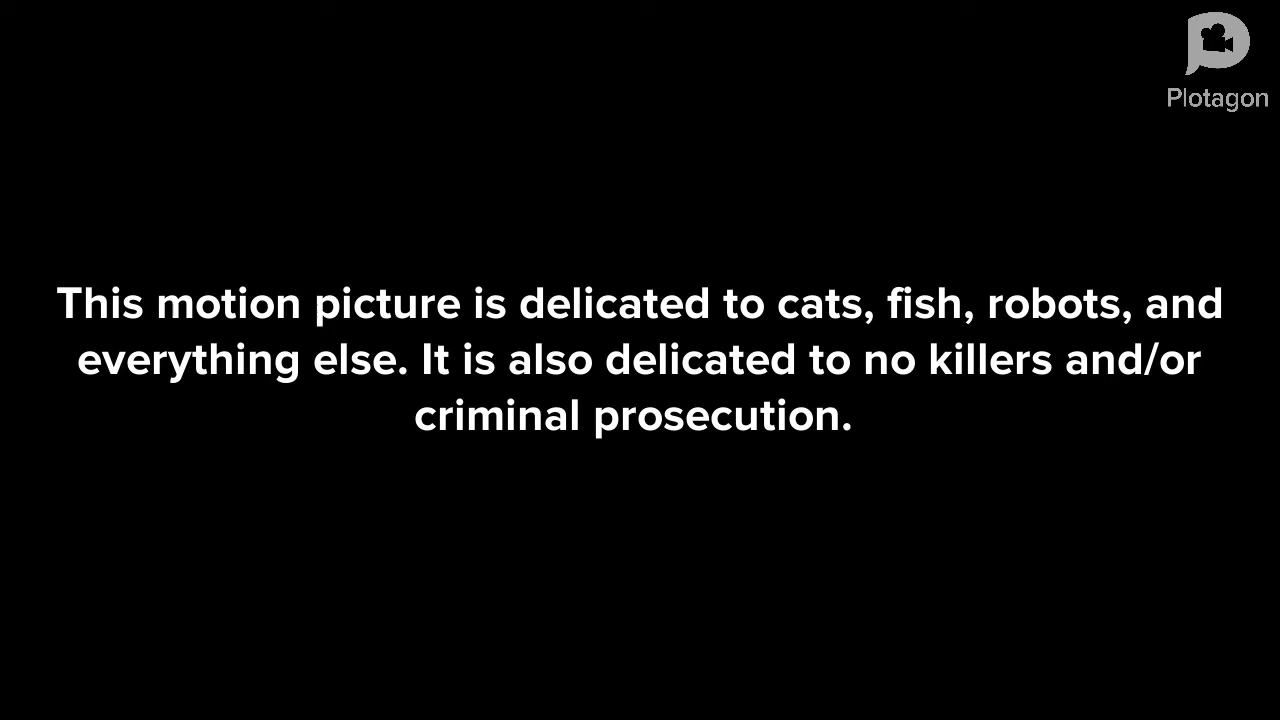 Plotagon
This motion picture is delicated to cats, fish, robots, and
everything else. It is also delicated to no killers and/or
criminal prosecution.